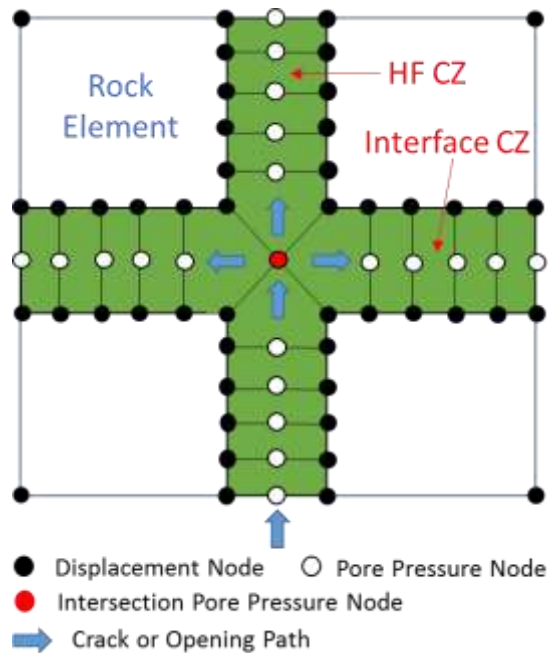 HF CZ
Rock
Element
Interface CZ
Displacement Node
Pore Pressure Node
Intersection Pore Pressure Node
Crack or Opening Path